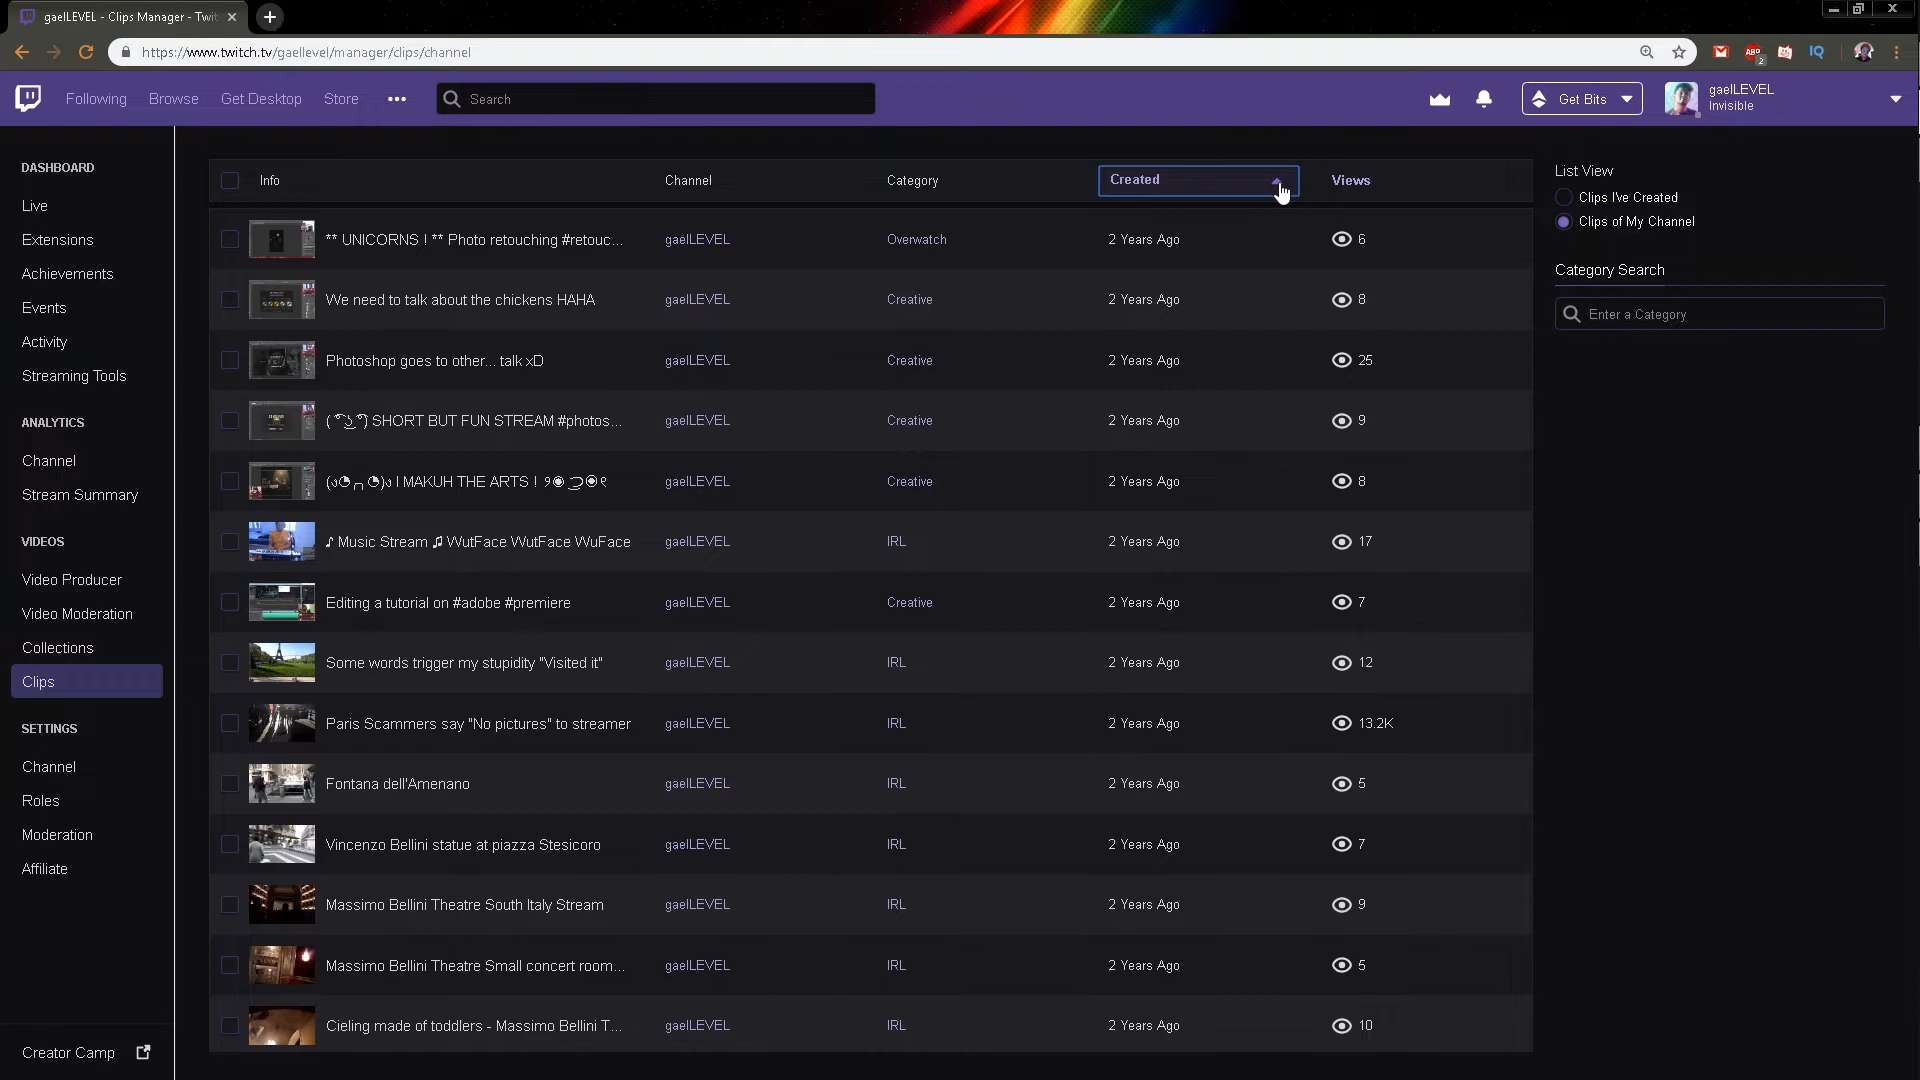 gaelLEVEL - Clips Manager - Twit
https://www.twitch.tv/gaellevel/manager/clips/channel
ABP
2
IQ
Following Browse Get Desktop Store ••• Search Get Bits gaelLEVEL
Invisible
DASHBOARD
Live
Extensions
Achievements
Events
Activity
Streaming Tools
ANALYTICS
Channel
Stream Summary
VIDEOS
Video Producer
Video Moderation
Collections
Clips
SETTINGS
Channel
Roles
Moderation
Affiliate
Creator Camp
Info Channel Category Created Views
** UNICORNS ! ** Photo retouching #retouc... gaelLEVEL Overwatch 2 Years Ago 6
We need to talk about the chickens HAHA gaelLEVEL Creative 2 Years Ago 8
Photoshop goes to other... talk xD gaelLEVEL Creative 2 Years Ago 25
( ͡° ͜ʖ ͡°) SHORT BUT FUN STREAM #photos... gaelLEVEL Creative 2 Years Ago 9
(ง◔╭╮◔)ง I MAKUH THE ARTS ! ୨◉⊃◉୧ gaelLEVEL Creative 2 Years Ago 8
♪ Music Stream ♫ WutFace WutFace WuFace gaelLEVEL IRL 2 Years Ago 17
Editing a tutorial on #adobe #premiere gaelLEVEL Creative 2 Years Ago 7
Some words trigger my stupidity "Visited it" gaelLEVEL IRL 2 Years Ago 12
Paris Scammers say "No pictures" to streamer gaelLEVEL IRL 2 Years Ago 13.2K
Fontana dell'Amenano gaelLEVEL IRL 2 Years Ago 5
Vincenzo Bellini statue at piazza Stesicoro gaelLEVEL IRL 2 Years Ago 7
Massimo Bellini Theatre South Italy Stream gaelLEVEL IRL 2 Years Ago 9
Massimo Bellini Theatre Small concert room... gaelLEVEL IRL 2 Years Ago 5
Cieling made of toddlers - Massimo Bellini T... gaelLEVEL IRL 2 Years Ago 10
List View
Clips I've Created
Clips of My Channel
Category Search
Enter a Category